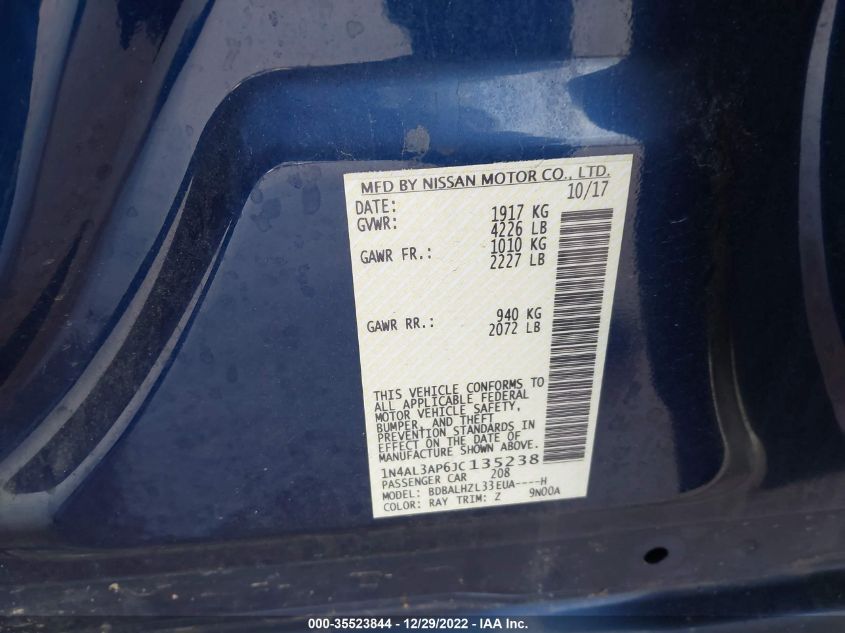 MFD BY NISSAN MOTOR CO., LTD.
DATE: 10/17
GVWR: 1917 KG
4226 LB
GAWR FR.: 1010 KG
2227 LB
GAWR RR.: 940 KG
2072 LB
THIS VEHICLE CONFORMS TO
ALL APPLICABLE FEDERAL
MOTOR VEHICLE SAFETY,
BUMPER, AND THEFT
PREVENTION STANDARDS IN
EFFECT ON THE DATE OF
MANUFACTURE SHOWN ABOVE.
1N4AL3AP6JC135238
PASSENGER CAR 208
MODEL: BDBALHZL33EUA----H
COLOR: RAY TRIM: Z 9N00A
000-35523844 - 12/29/2022 - IAA Inc.